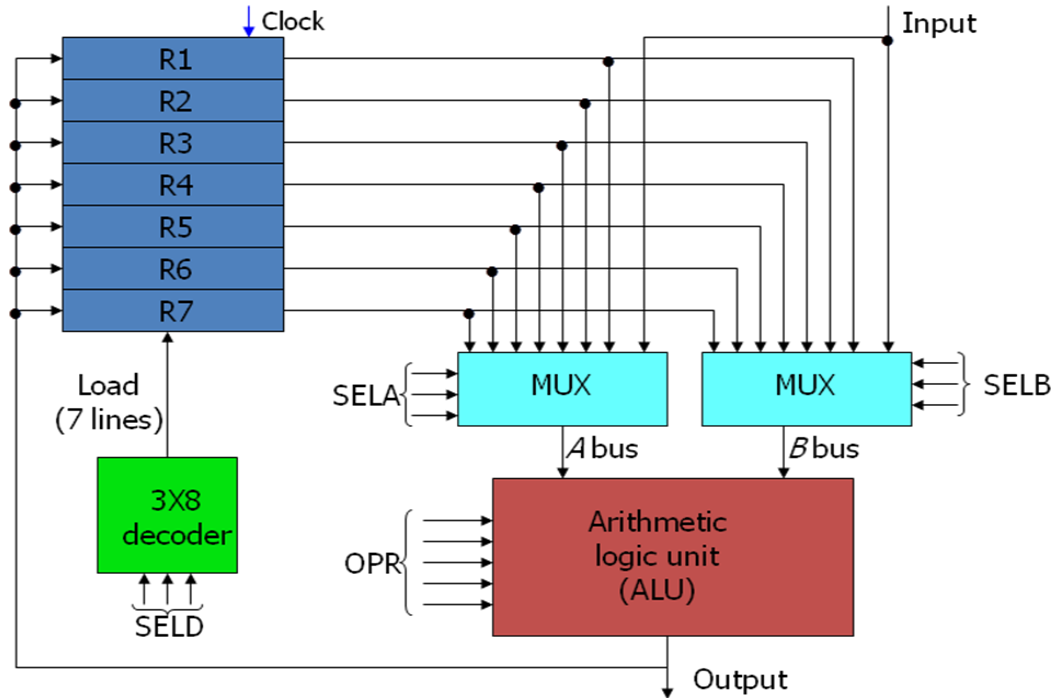 Clock
Input
R1
R2
R3
R4
R5
R6
R7
Load
(7 lines)
SELA
MUX
MUX
SELB
A bus
B bus
3X8
decoder
SELD
OPR
Arithmetic
logic unit
(ALU)
Output